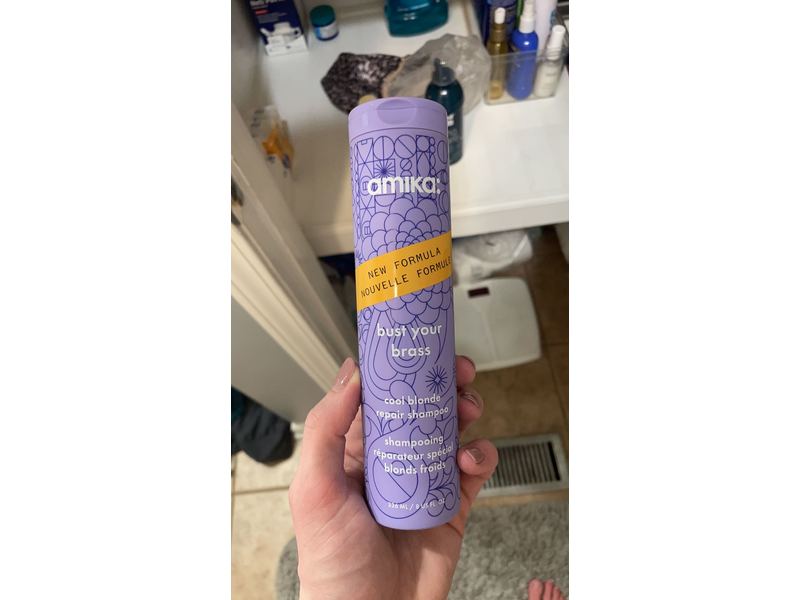 amika:
NEW FORMULA
NOUVELLE FORMULE
bust your
brass
cool blonde
repair shampoo
shampooing
réparateur spécial
blonds froids